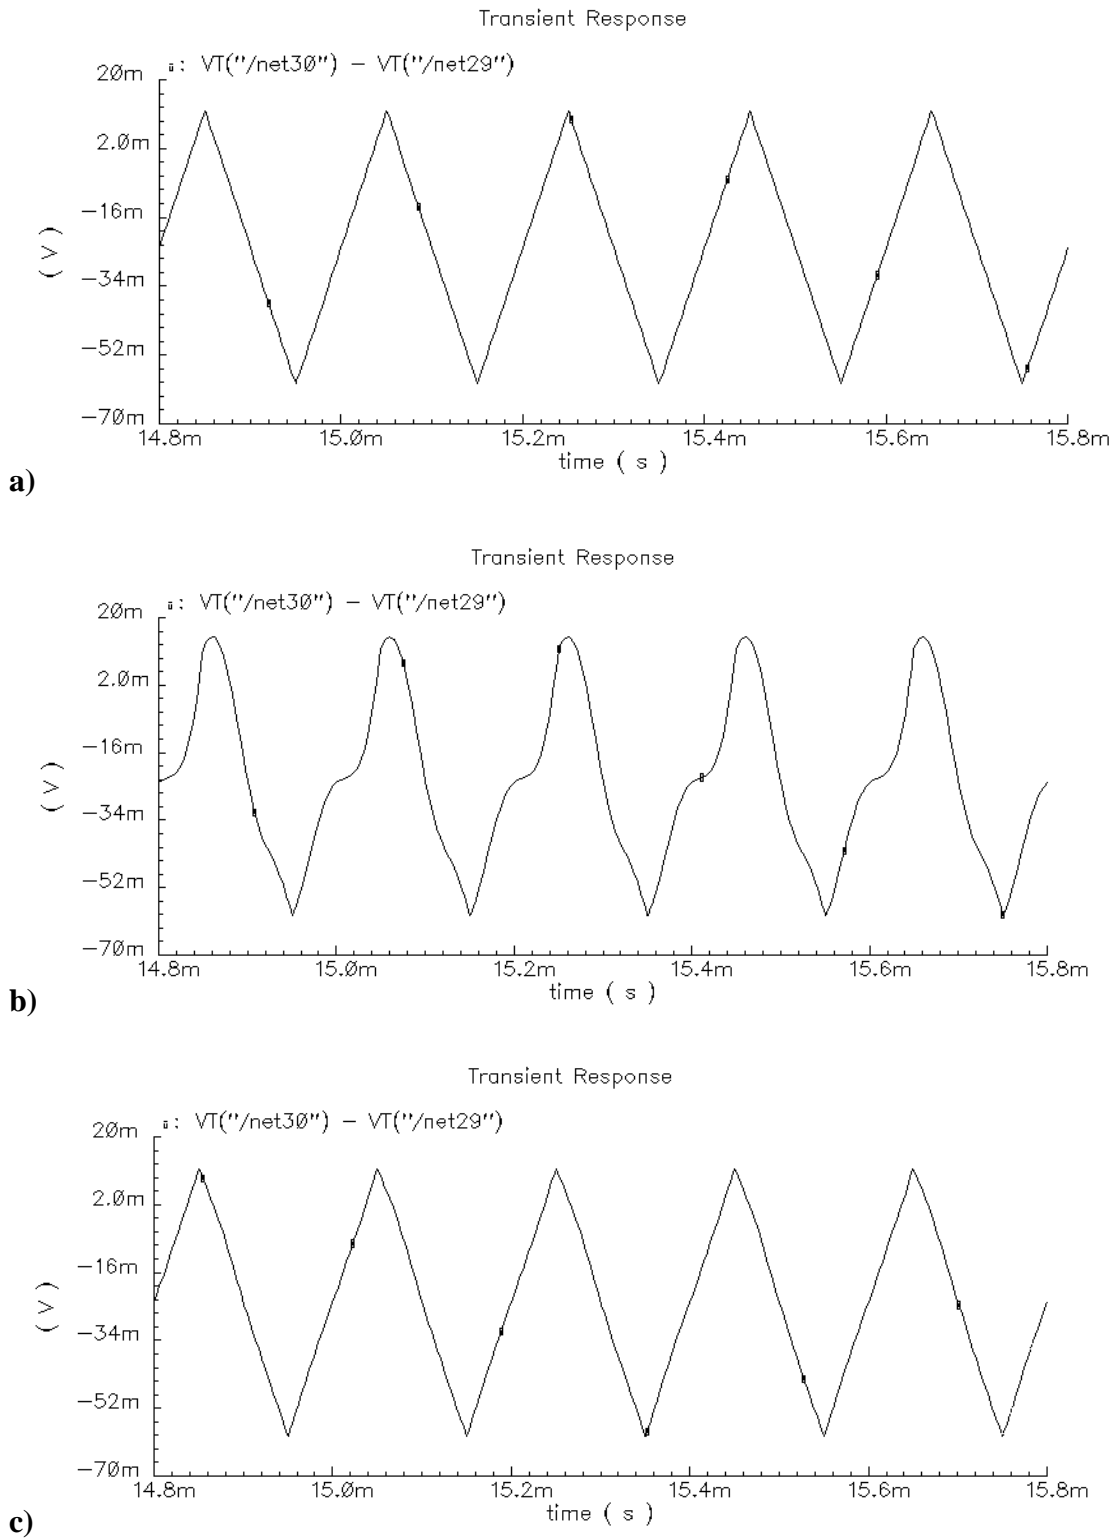 Transient Response
▯: VT("/net30") − VT("/net29")
20m
2.0m
−16m
−34m
−52m
−70m
( V )
14.8m 15.0m 15.2m 15.4m 15.6m 15.8m
time ( s )
a)
Transient Response
▯: VT("/net30") − VT("/net29")
20m
2.0m
−16m
−34m
−52m
−70m
( V )
14.8m 15.0m 15.2m 15.4m 15.6m 15.8m
time ( s )
b)
Transient Response
▯: VT("/net30") − VT("/net29")
20m
2.0m
−16m
−34m
−52m
−70m
( V )
14.8m 15.0m 15.2m 15.4m 15.6m 15.8m
time ( s )
c)